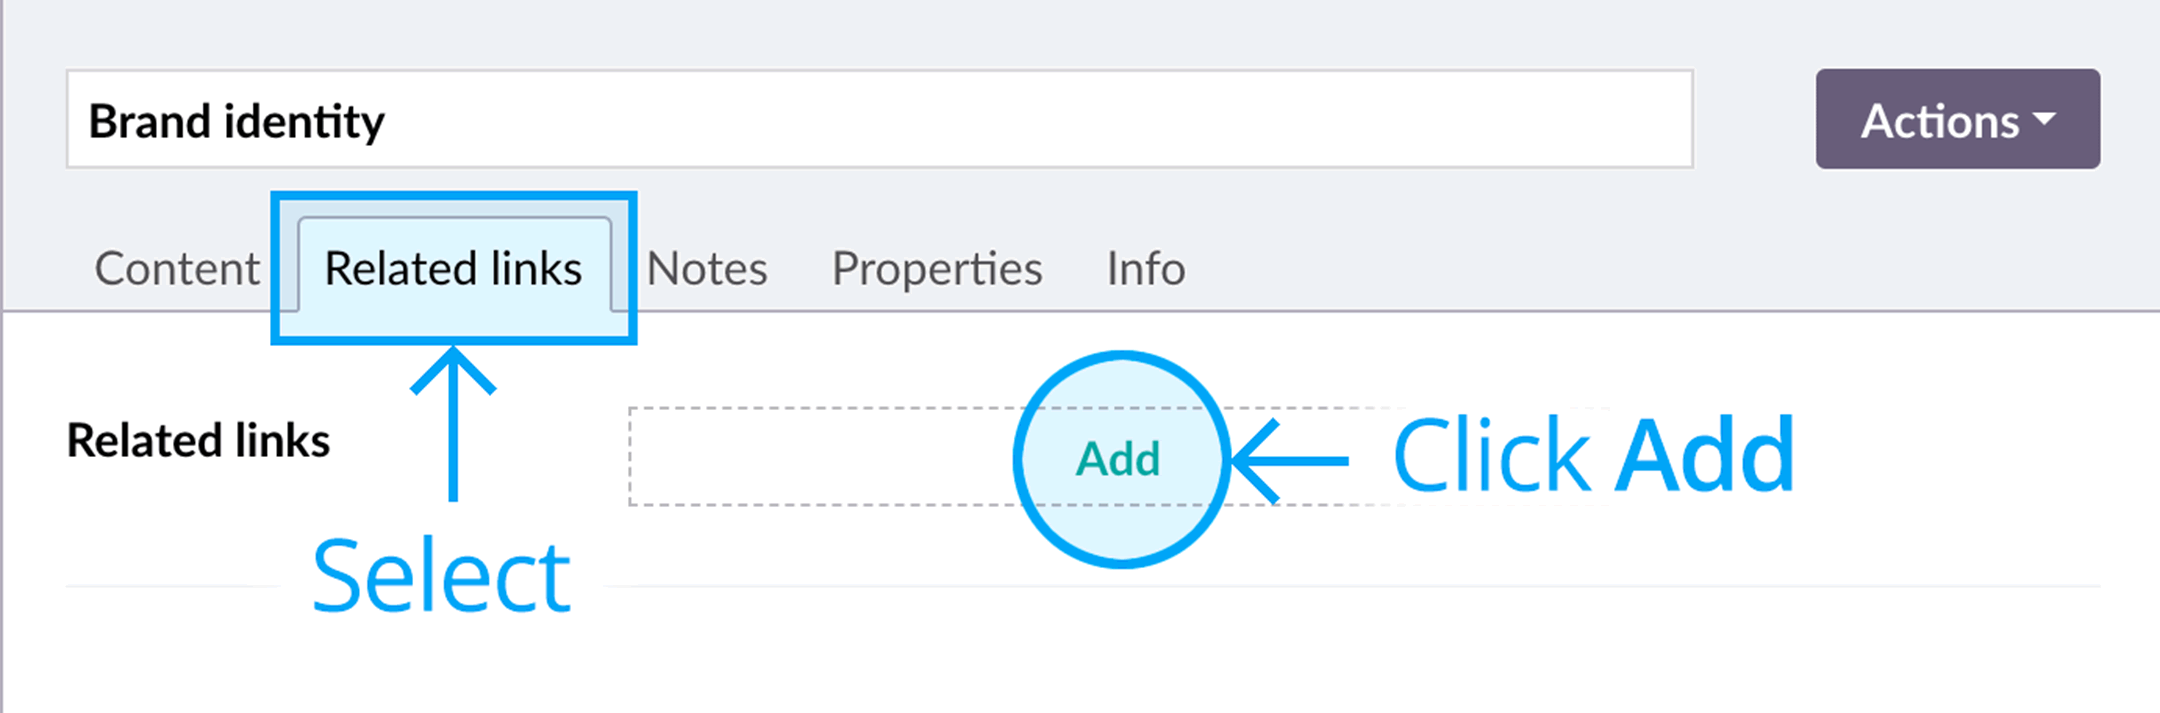 Brand identity
Actions
Content Related links Notes Properties Info
Related links
Add
Click Add
Select